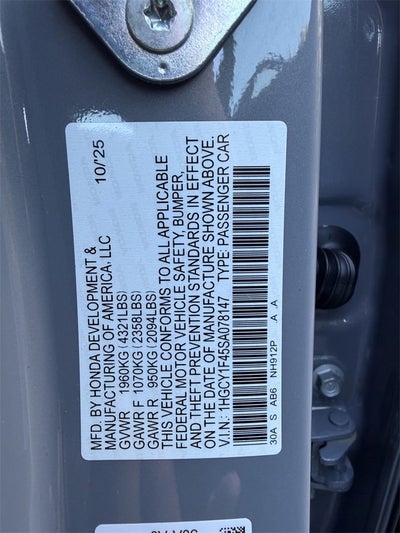 MFD. BY HONDA DEVELOPMENT & 10/'25
MANUFACTURING OF AMERICA, LLC
GVWR 1960KG (4321LBS)
GAWR F 1070KG (2358LBS)
GAWR R 950KG (2094LBS)
THIS VEHICLE CONFORMS TO ALL APPLICABLE
FEDERAL MOTOR VEHICLE SAFETY, BUMPER,
AND THEFT PREVENTION STANDARDS IN EFFECT
ON THE DATE OF MANUFACTURE SHOWN ABOVE.
V.I.N.: 1HGCY1F45SA078147 TYPE: PASSENGER CAR
30A S AB6 NH912P A A